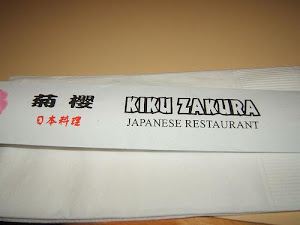 菊櫻
日本料理
KIKU ZAKURA
JAPANESE RESTAURANT